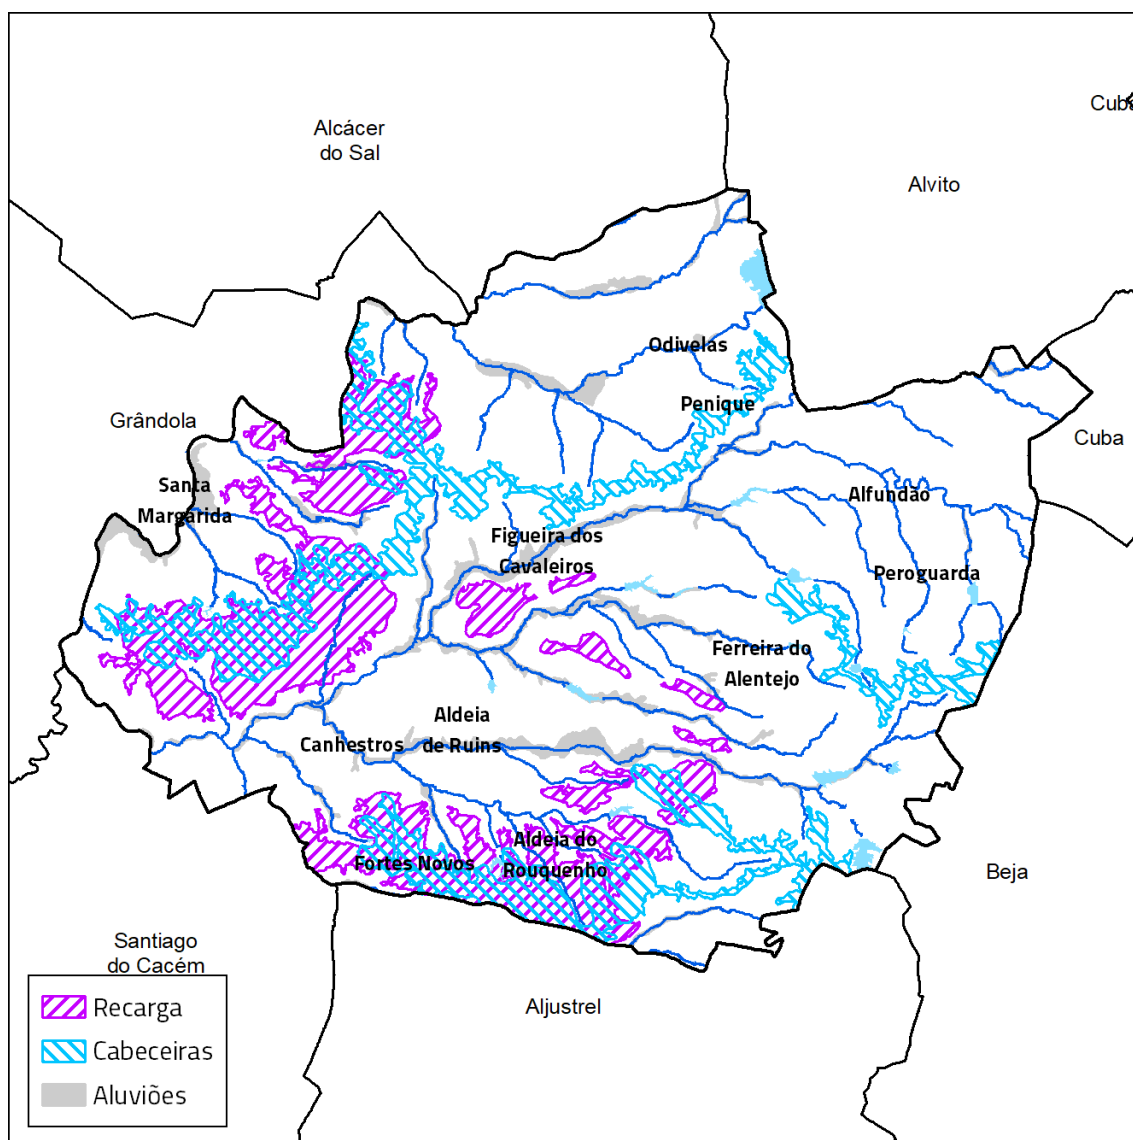 Cuba
Alcácer
do Sal
Alvito
Odivelas
Penique
Grândola
Cuba
Santa
Margarida
Alfundão
Figueira dos
Cavaleiros
Peroguarda
Ferreira do
Alentejo
Aldeia
de Ruins
Canhestros
Aldeia do
Rouquenho
Fortes Novos
Beja
Santiago
do Cacém
Aljustrel
Recarga
Cabeceiras
Aluviões